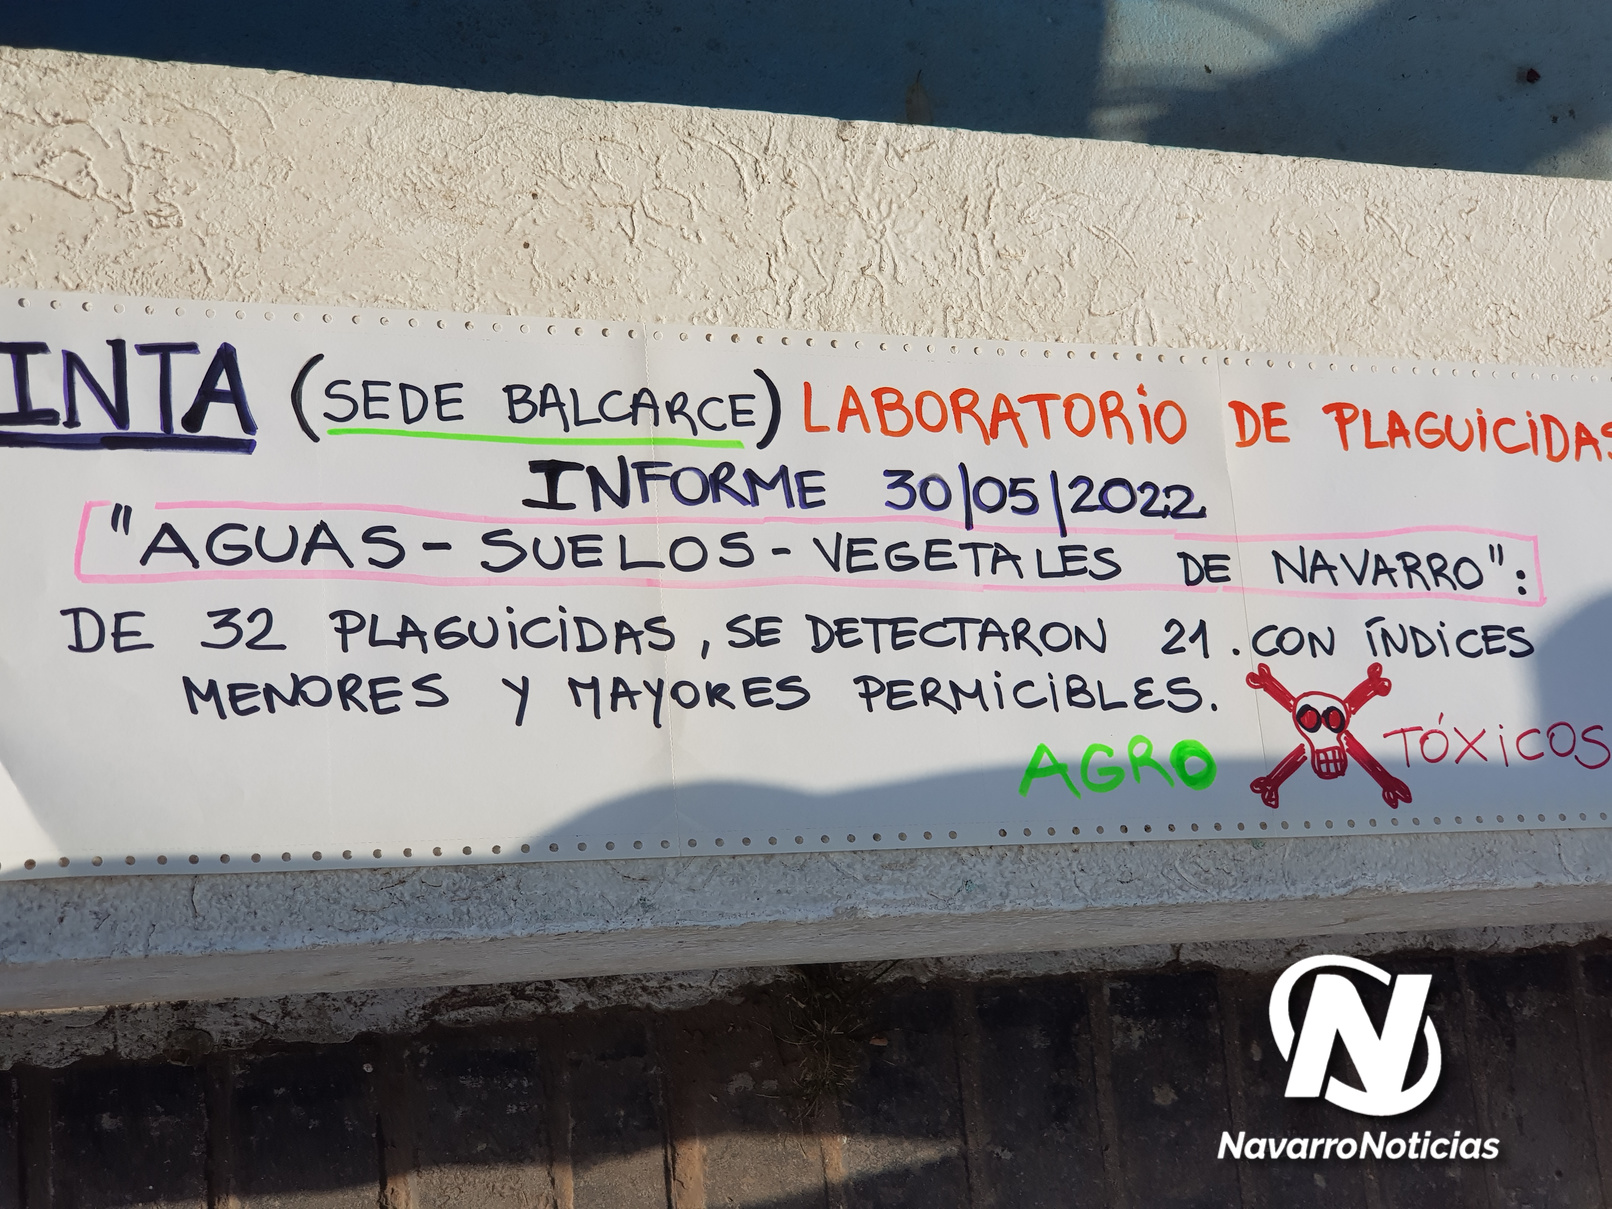 INTA (SEDE BALCARCE) LABORATORIO DE PLAGUICIDAS
INFORME 30/05/2022
"AGUAS - SUELOS - VEGETALES DE NAVARRO":
DE 32 PLAGUICIDAS, SE DETECTARON 21. CON ÍNDICES
MENORES Y MAYORES PERMICIBLES.
AGRO TÓXICOS
N
NavarroNoticias